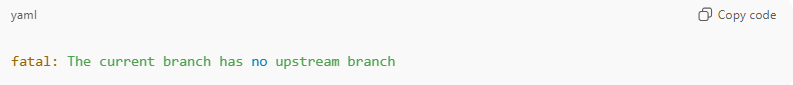 yaml
Copy code
fatal: The current branch has no upstream branch